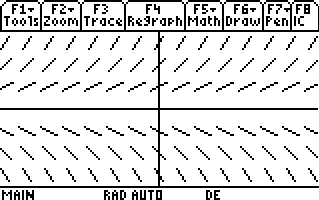 F1▾ F2▾ F3 F4 F5▾ F6▾ F7▾ F8
Tools Zoom Trace ReGraph Math Draw Pen IC
MAIN RAD AUTO DE